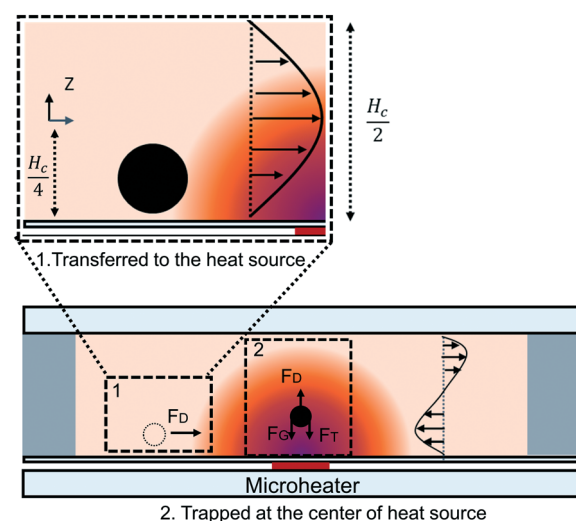 Z
H_c/4
H_c/2
1.Transferred to the heat source
1
F_D
2
F_D
F_G F_T
Microheater
2. Trapped at the center of heat source